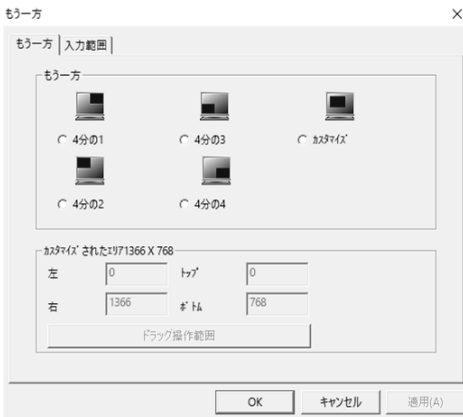 もう一方
もう一方 入力範囲
もう一方
4分の1 4分の3 カスタマイズ
4分の2 4分の4
カスタマイズされたエリア1366 X 768
左 0 トップ 0
右 1366 ボトム 768
ドラッグ操作範囲
OK キャンセル 適用(A)